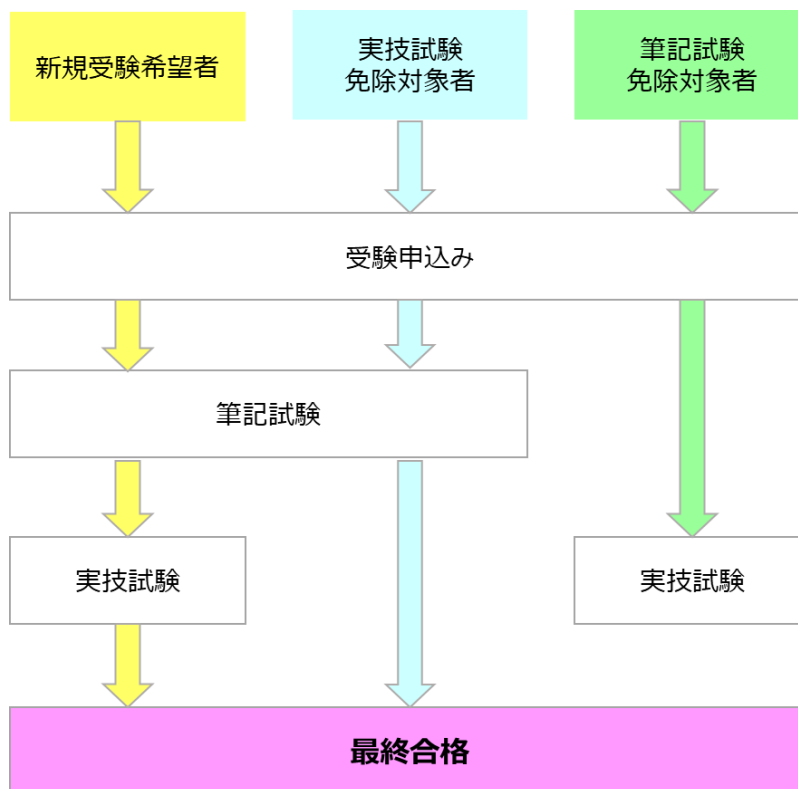 新規受験希望者
実技試験
免除対象者
筆記試験
免除対象者
受験申込み
筆記試験
実技試験
実技試験
最終合格